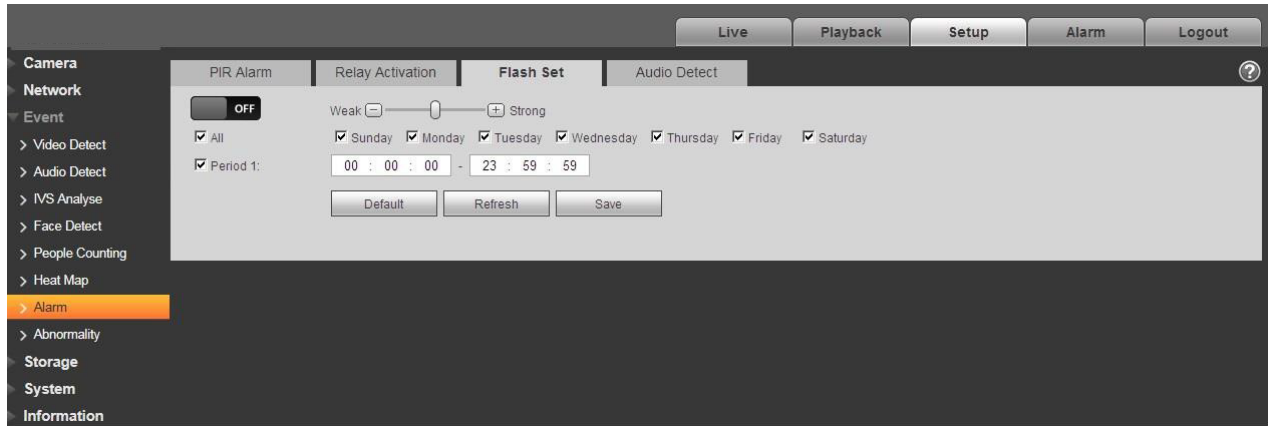 Live Playback Setup Alarm Logout
Camera
Network
Event
Video Detect
Audio Detect
IVS Analyse
Face Detect
People Counting
Heat Map
Alarm
Abnormality
Storage
System
Information
PIR Alarm Relay Activation Flash Set Audio Detect
?
OFF Weak Strong
All Sunday Monday Tuesday Wednesday Thursday Friday Saturday
Period 1: 00 : 00 : 00 - 23 : 59 : 59
Default Refresh Save